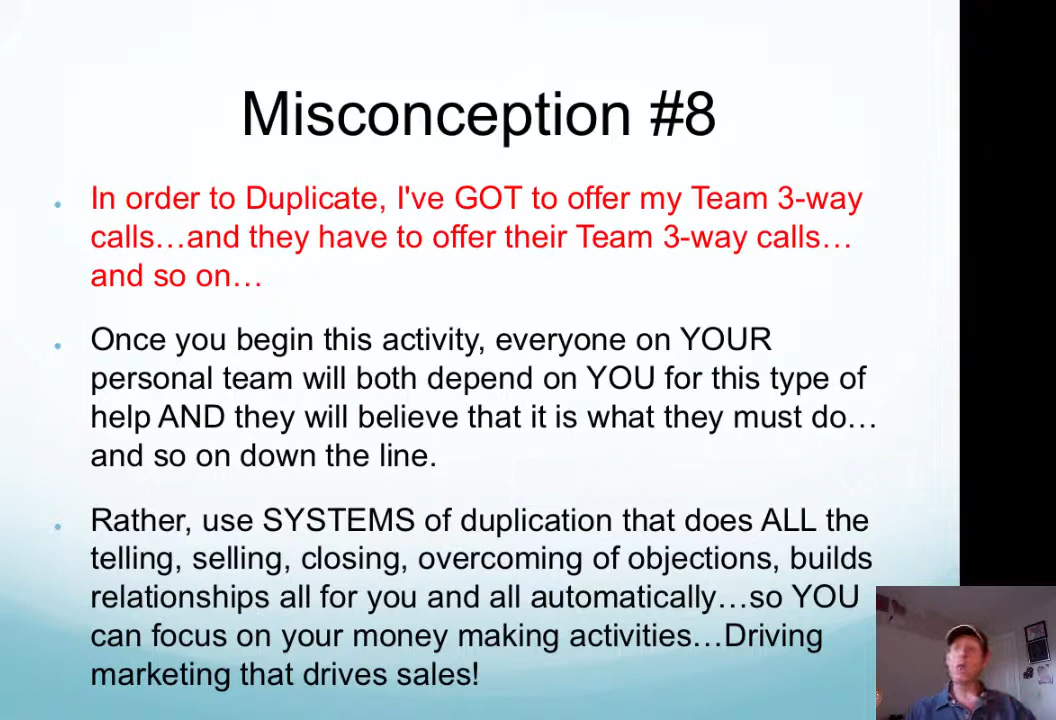 Misconception #8
In order to Duplicate, I've GOT to offer my Team 3-way
calls…and they have to offer their Team 3-way calls…
and so on…
Once you begin this activity, everyone on YOUR
personal team will both depend on YOU for this type of
help AND they will believe that it is what they must do…
and so on down the line.
Rather, use SYSTEMS of duplication that does ALL the
telling, selling, closing, overcoming of objections, builds
relationships all for you and all automatically…so YOU
can focus on your money making activities…Driving
marketing that drives sales!